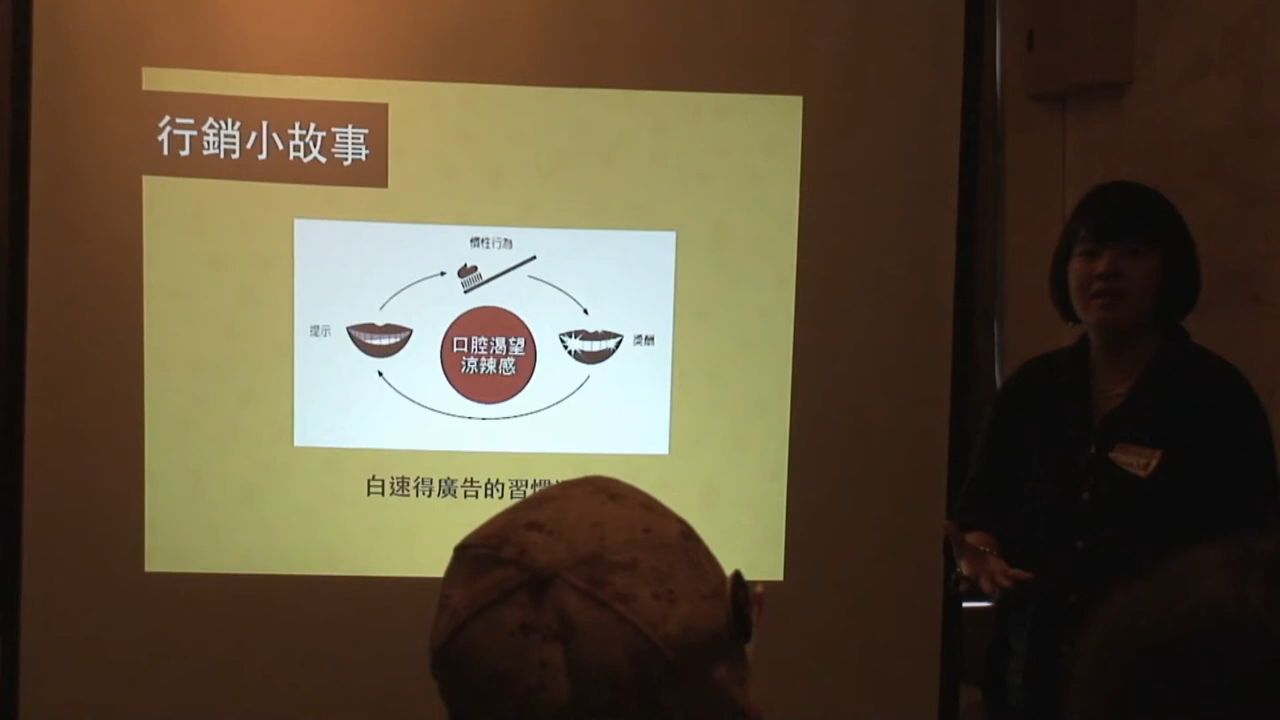 行銷小故事
慣性行為
提示
口腔渴望
涼辣感
獎酬
白速得廣告的習慣